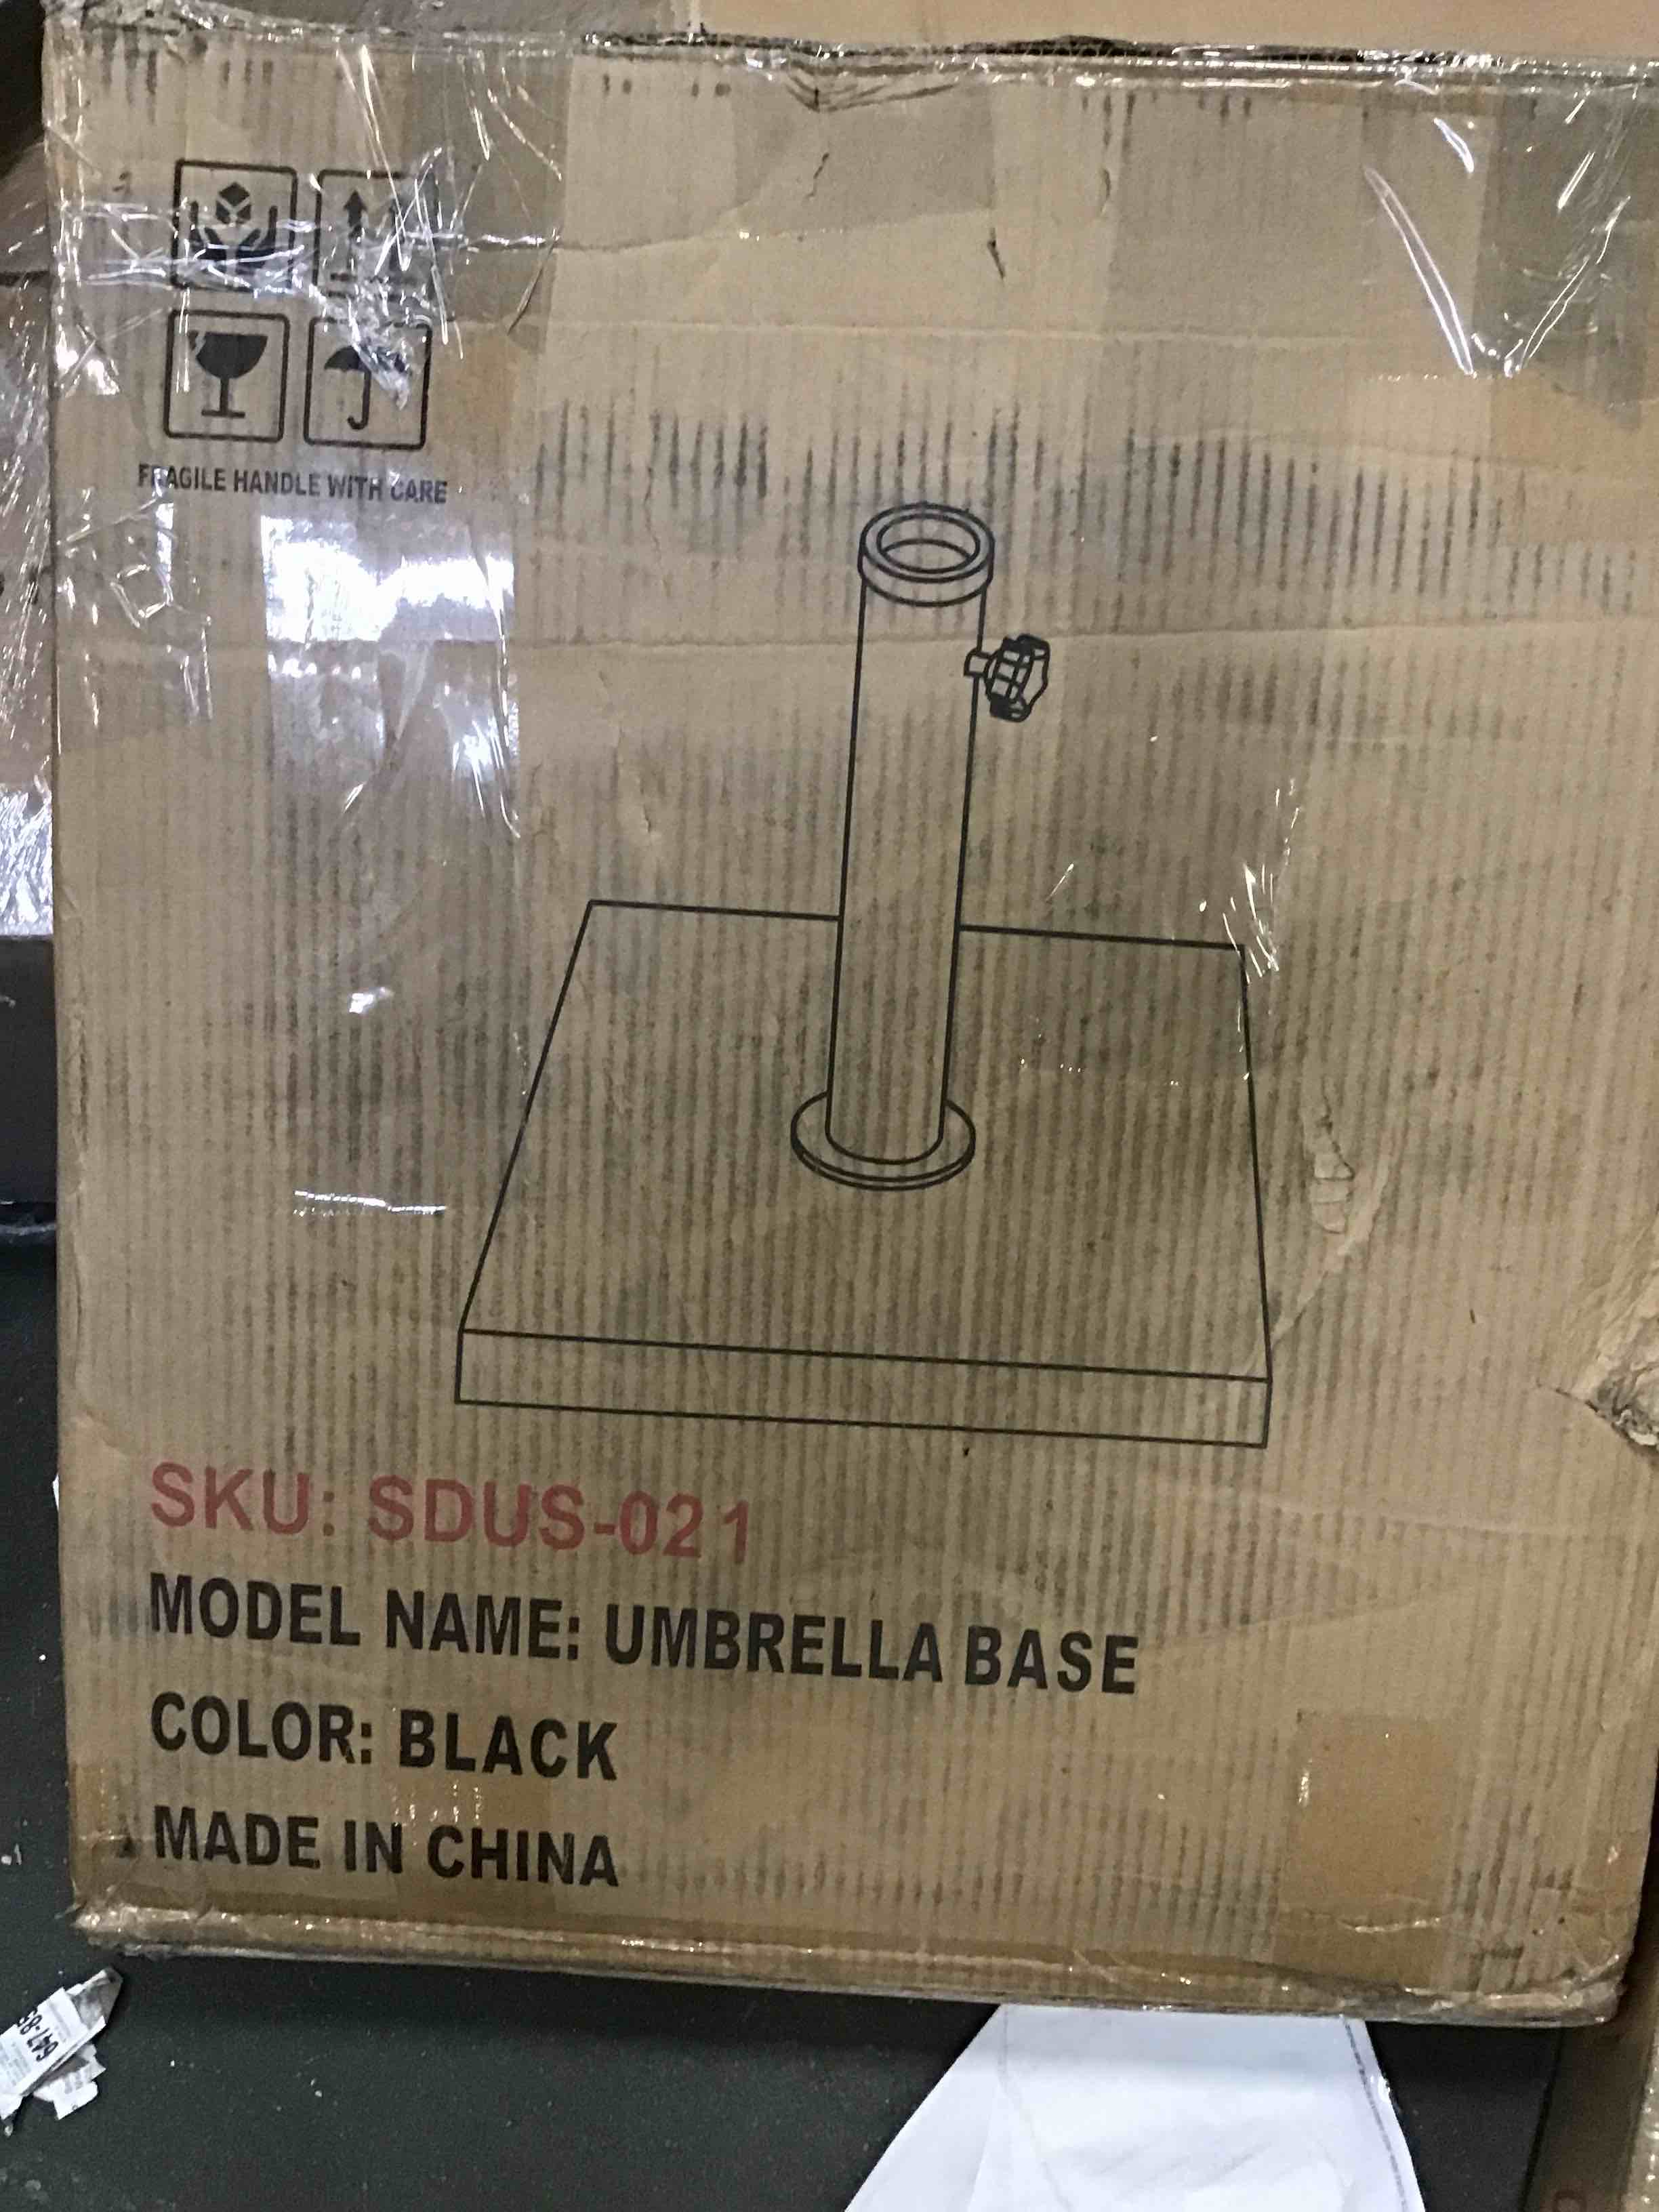 FRAGILE HANDLE WITH CARE
SKU: SDUS-021
MODEL NAME: UMBRELLA BASE
COLOR: BLACK
MADE IN CHINA